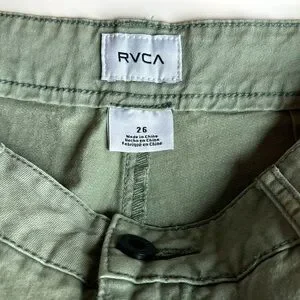 RVCA
26
Made in China
Hecho en China
Fabriqué en Chine